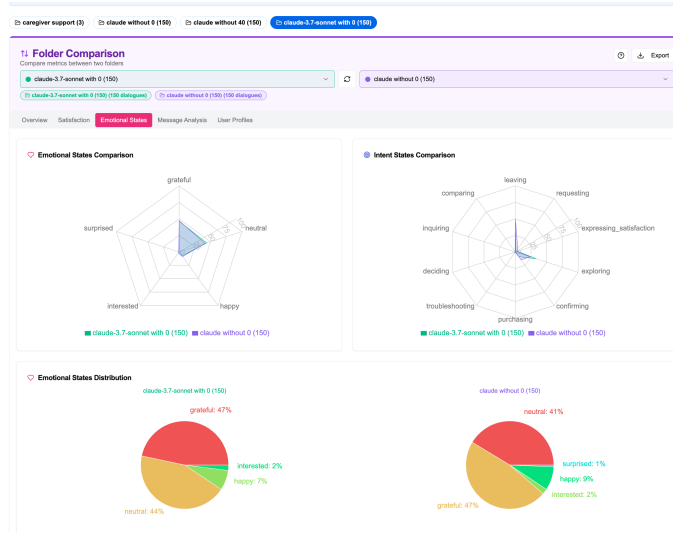 caregiver support (3) claude without 0 (150) claude without 40 (150) claude-3.7-sonnet with 0 (150)
Folder Comparison
Export
Compare metrics between two folders
claude-3.7-sonnet with 0 (150) claude without 0 (150)
claude-3.7-sonnet with 0 (150) (150 dialogues) claude without 0 (150) (150 dialogues)
Overview Satisfaction Emotional States Message Analysis User Profiles
Emotional States Comparison
grateful
neutral
happy
interested
surprised
75
100
claude-3.7-sonnet with 0 (150) claude without 0 (150)
Intent States Comparison
leaving
requesting
expressing_satisfaction
exploring
confirming
purchasing
troubleshooting
deciding
inquiring
comparing
75
100
claude-3.7-sonnet with 0 (150) claude without 0 (150)
Emotional States Distribution
claude-3.7-sonnet with 0 (150)
grateful: 47%
interested: 2%
happy: 7%
neutral: 44%
claude without 0 (150)
neutral: 41%
surprised: 1%
happy: 9%
interested: 2%
grateful: 47%